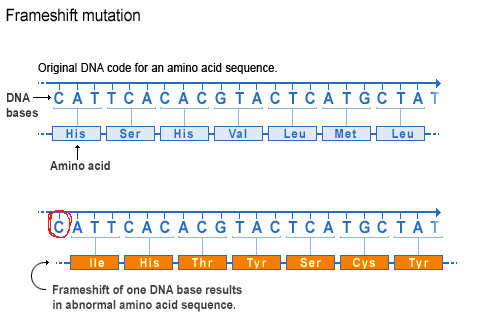 Frameshift mutation
Original DNA code for an amino acid sequence.
DNA bases
C A T T C A C A C G T A C T C A T G C T A T
His Ser His Val Leu Met Leu
Amino acid
C A T T C A C A C G T A C T C A T G C T A T
Ile His Thr Tyr Ser Cys Tyr
Frameshift of one DNA base results
in abnormal amino acid sequence.